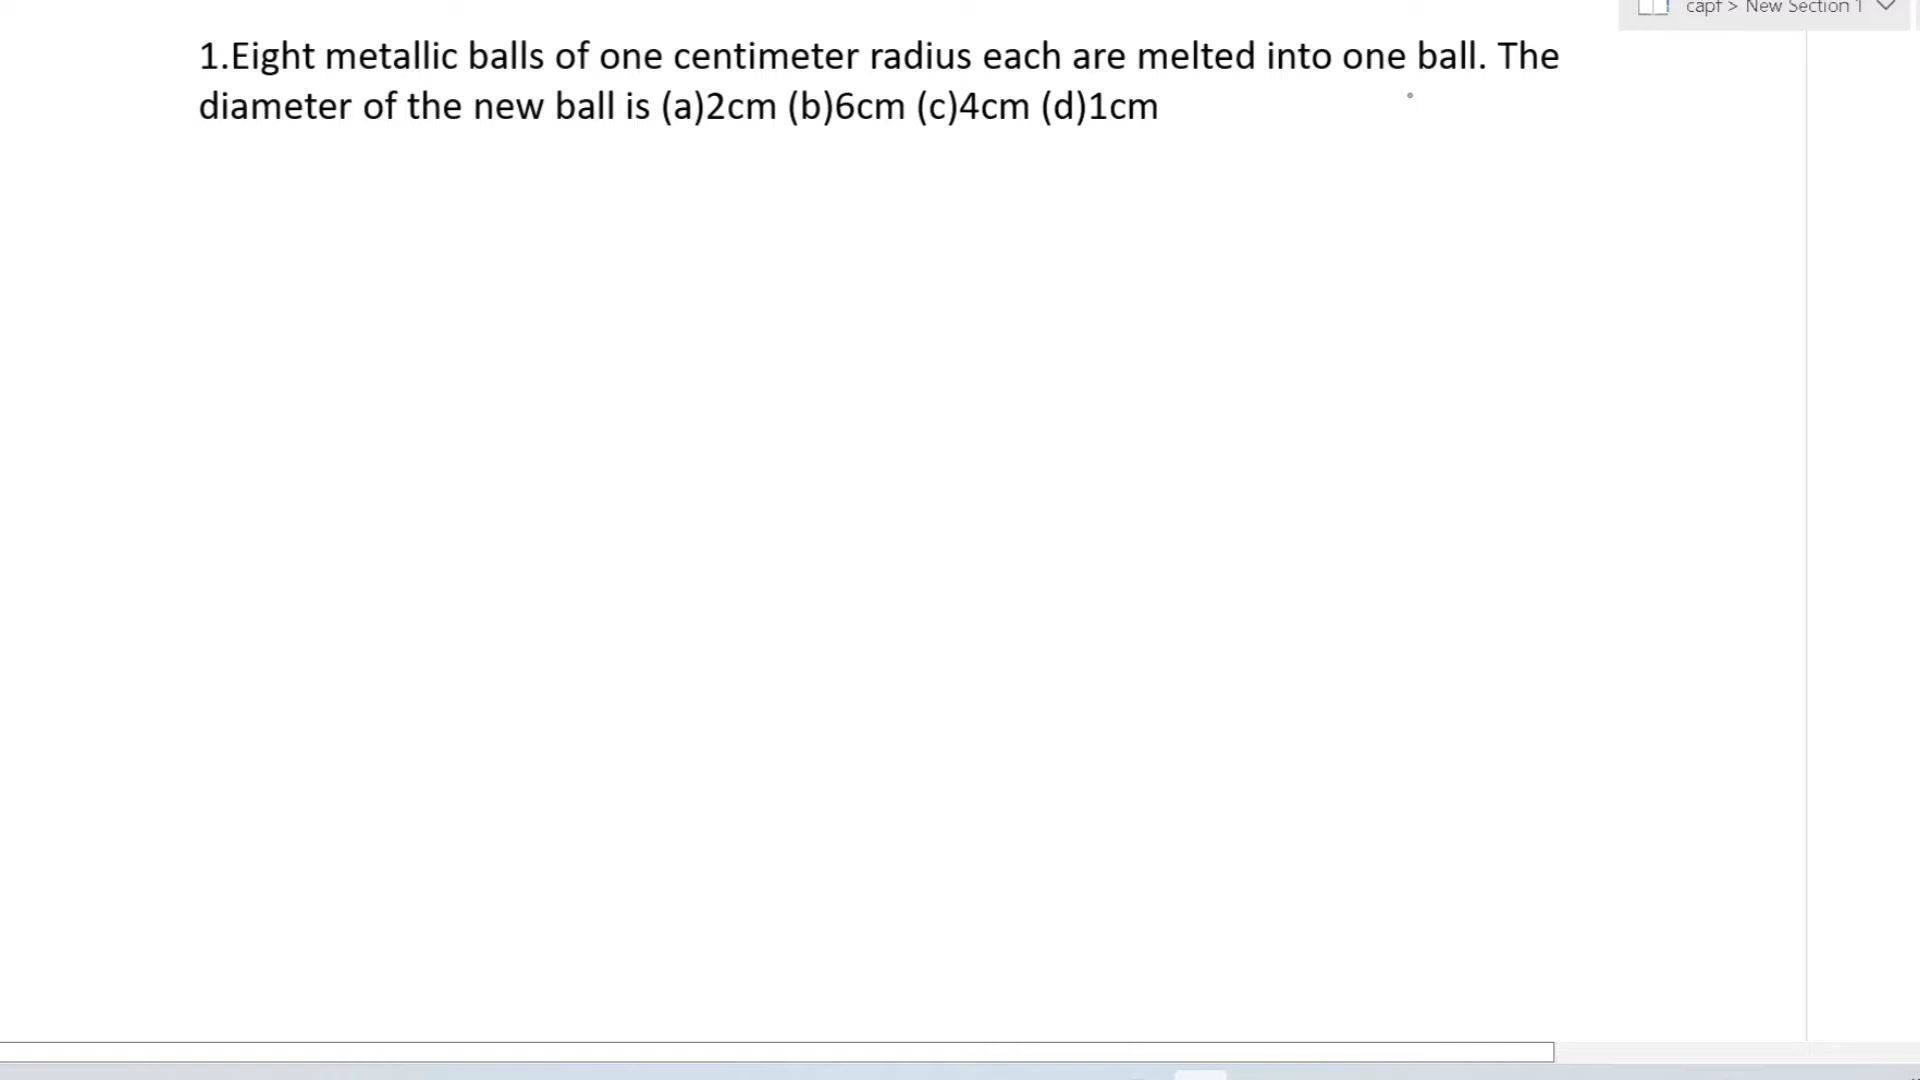 capf > New Section 1
1.Eight metallic balls of one centimeter radius each are melted into one ball. The
diameter of the new ball is (a)2cm (b)6cm (c)4cm (d)1cm